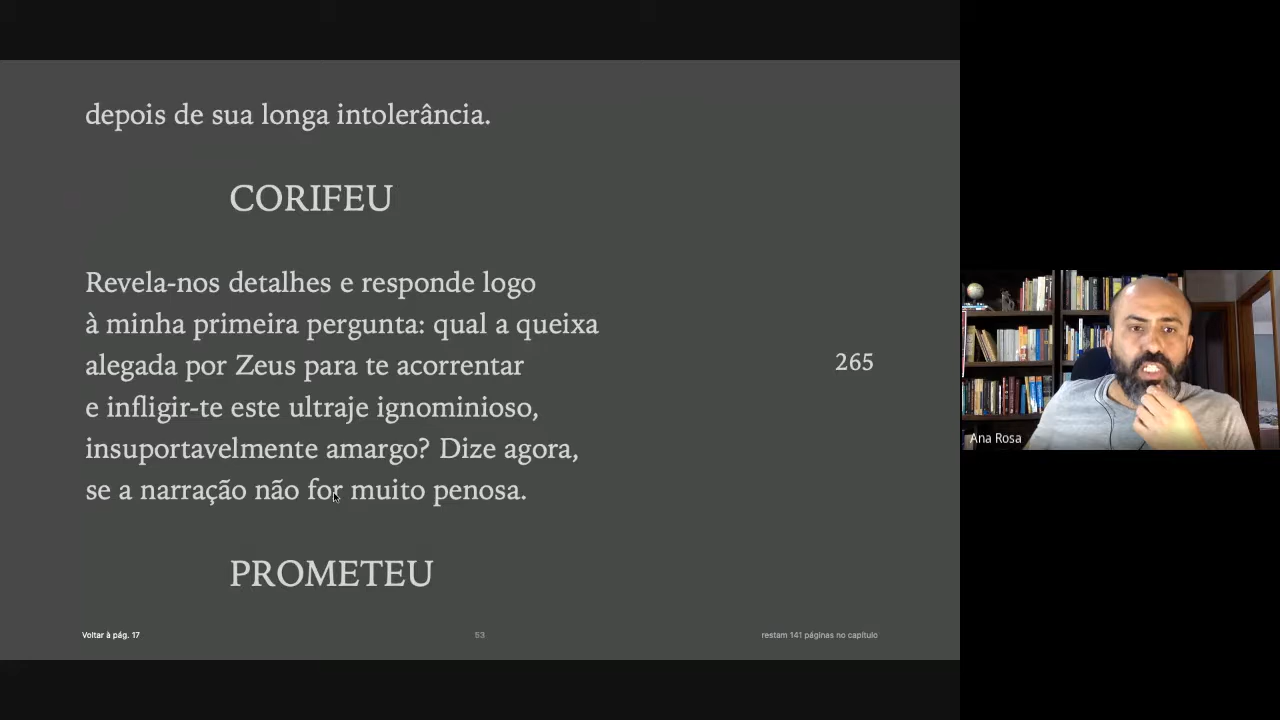 depois de sua longa intolerância.
CORIFEU
Revela-nos detalhes e responde logo
à minha primeira pergunta: qual a queixa
alegada por Zeus para te acorrentar
265
e infligir-te este ultraje ignominioso,
insuportavelmente amargo? Dize agora,
se a narração não for muito penosa.
PROMETEU
Voltar à pág. 17
53
restam 141 páginas no capítulo
Ana Rosa